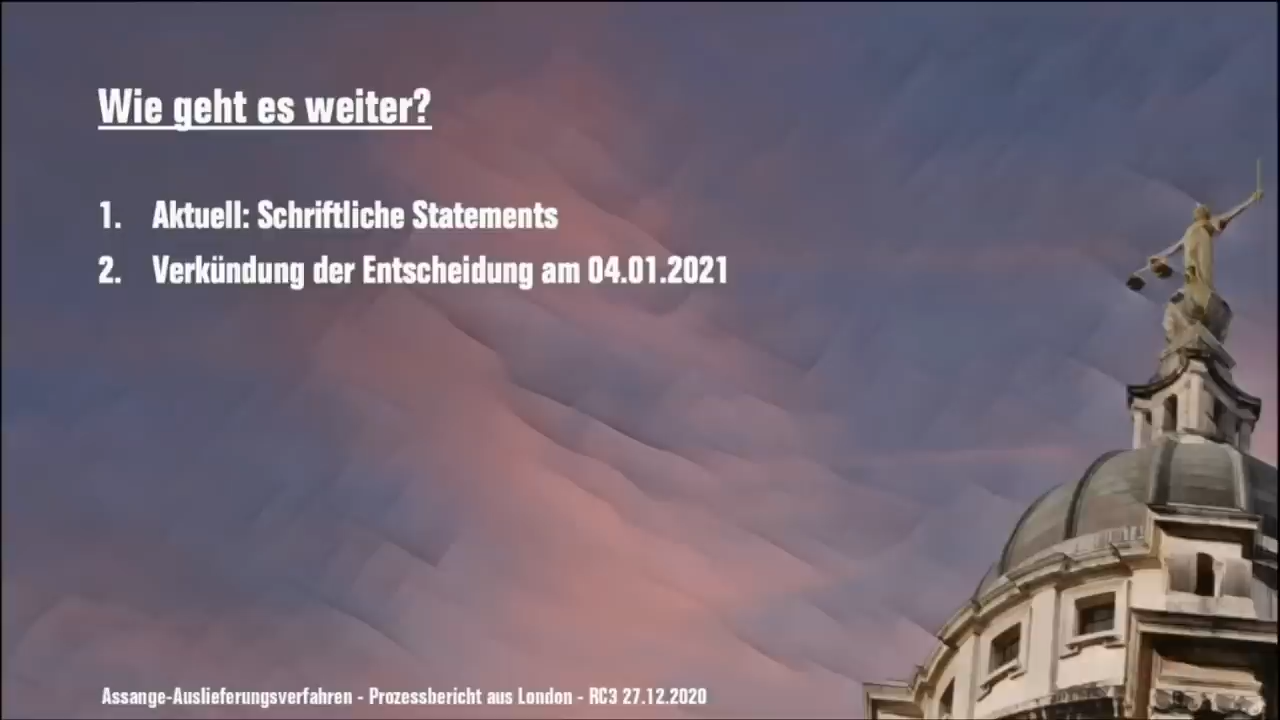 Wie geht es weiter?
1. Aktuell: Schriftliche Statements
2. Verkündung der Entscheidung am 04.01.2021
Assange-Auslieferungsverfahren - Prozessbericht aus London - RC3 27.12.2020